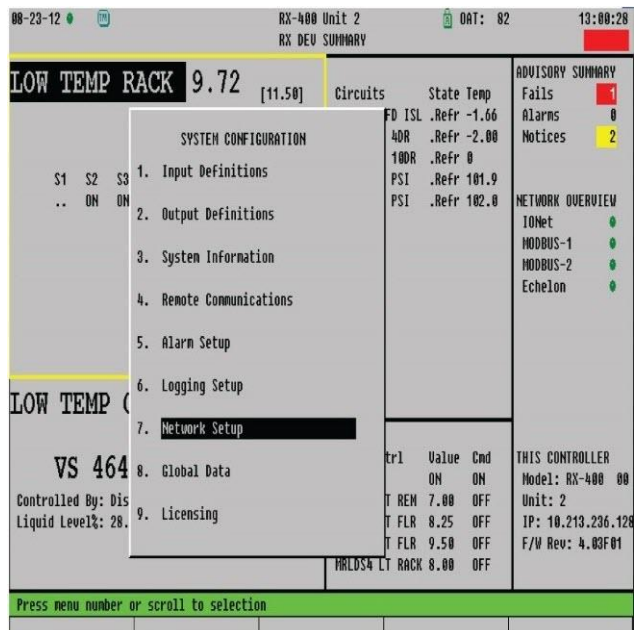 08-23-12 RX-400 Unit 2 OAT: 82 13:00:28
RX DEV SUMMARY
LOW TEMP RACK 9.72 [11.50]
S1 S2 S3
.. ON ON
LOW TEMP
VS 464
Controlled By: Dis
Liquid Level%: 28.
SYSTEM CONFIGURATION
1. Input Definitions
2. Output Definitions
3. System Information
4. Remote Communications
5. Alarm Setup
6. Logging Setup
7. Network Setup
8. Global Data
9. Licensing
Circuits State Temp
FD ISL .Refr -1.66
4DR .Refr -2.00
10DR .Refr 0
PSI .Refr 101.9
PSI .Refr 102.0
trl Value Cmd
ON ON
T REM 7.00 OFF
T FLR 8.25 OFF
T FLR 9.50 OFF
MRLDS4 LT RACK 8.00 OFF
ADVISORY SUMMARY
Fails 1
Alarms 0
Notices 2
NETWORK OVERVIEW
IONet
MODBUS-1
MODBUS-2
Echelon
THIS CONTROLLER
Model: RX-400 00
Unit: 2
IP: 10.213.236.128
F/W Rev: 4.03F01
Press menu number or scroll to selection